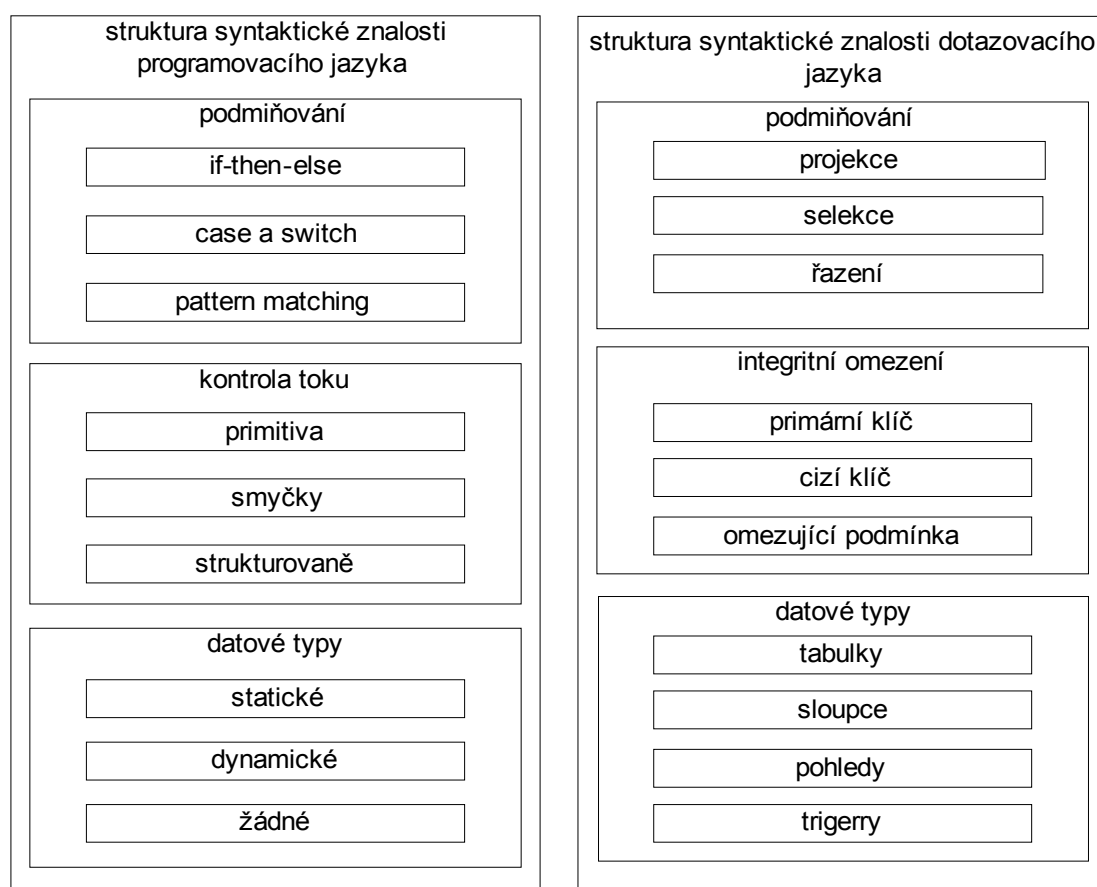 struktura syntaktické znalosti
programovacího jazyka
podmiňování
if-then-else
case a switch
pattern matching
kontrola toku
primitiva
smyčky
strukturovaně
datové typy
statické
dynamické
žádné
struktura syntaktické znalosti dotazovacího
jazyka
podmiňování
projekce
selekce
řazení
integritní omezení
primární klíč
cizí klíč
omezující podmínka
datové typy
tabulky
sloupce
pohledy
trigerry